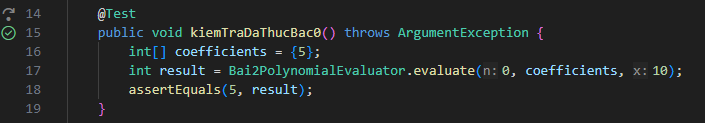 14 @Test
15 public void kiemTraDaThucBac0() throws ArgumentException {
16 int[] coefficients = {5};
17 int result = Bai2PolynomialEvaluator.evaluate(n: 0, coefficients, x: 10);
18 assertEquals(5, result);
19 }